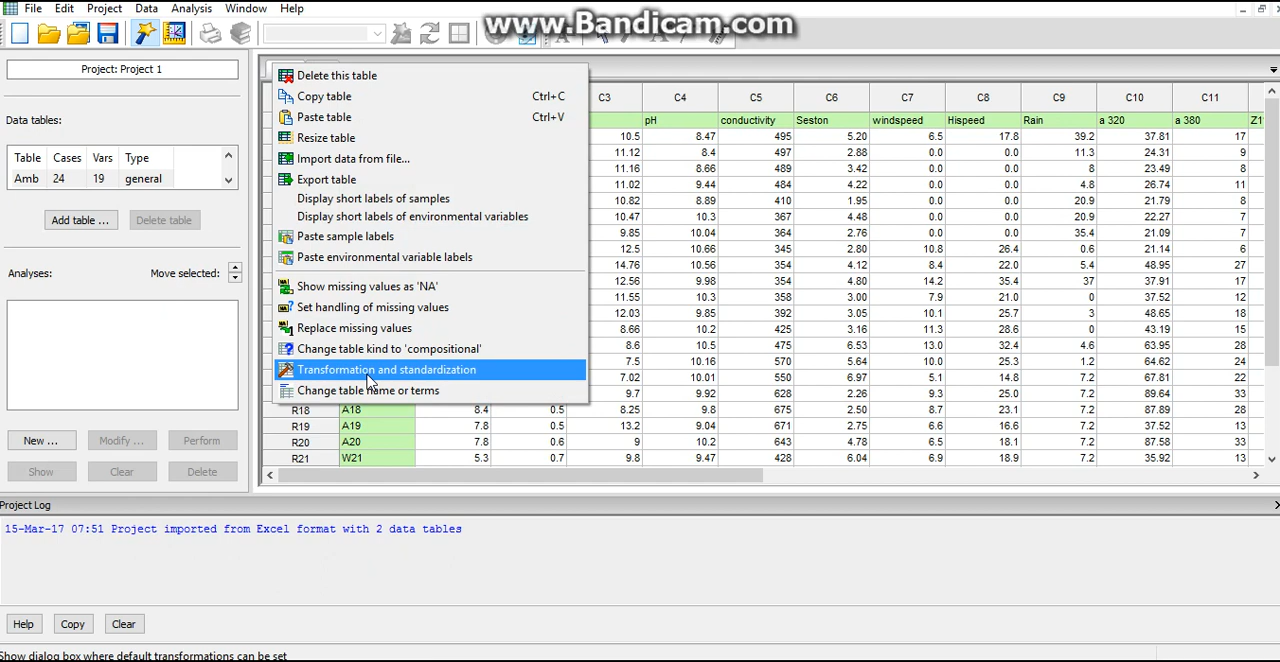 File Edit Project Data Analysis Window Help
www.Bandicam.com
Project: Project 1
Data tables:
Table Cases Vars Type
Amb 24 19 general
Add table ... Delete table
Analyses: Move selected:
New ... Modify ... Perform
Show Clear Delete
Delete this table
Copy table Ctrl+C
Paste table Ctrl+V
Resize table
Import data from file...
Export table
Display short labels of samples
Display short labels of environmental variables
Paste sample labels
Paste environmental variable labels
Show missing values as 'NA'
Set handling of missing values
Replace missing values
Change table kind to 'compositional'
Transformation and standardization
Change table name or terms
C3 C4 C5 C6 C7 C8 C9 C10 C11
pH conductivity Seston windspeed Hispeed Rain a 320 a 380
10.5 8.47 495 5.20 6.5 17.8 39.2 37.81 17
11.12 8.4 497 2.88 0.0 0.0 11.3 24.31 9
11.16 8.66 489 3.42 0.0 0.0 8 23.49 8
11.02 9.44 484 4.22 0.0 0.0 4.8 26.74 11
10.82 8.89 410 1.95 0.0 0.0 20.9 21.79 8
10.47 10.3 367 4.48 0.0 0.0 20.9 22.27 7
9.85 10.04 364 2.76 0.0 0.0 35.4 21.09 7
12.5 10.66 345 2.80 10.8 26.4 0.6 21.14 6
14.76 10.56 354 4.12 8.4 22.0 5.4 48.95 27
12.56 9.98 354 4.80 14.2 35.4 37 37.91 17
11.55 10.3 358 3.00 7.9 21.0 0 37.52 12
12.03 9.85 392 3.05 10.1 25.7 3 48.65 18
8.66 10.2 425 3.16 11.3 28.6 0 43.19 15
8.6 10.5 475 6.53 13.0 32.4 6.8 63.95 28
7.5 10.16 570 5.64 10.0 25.3 1.2 64.62 24
7.02 10.01 550 6.97 5.1 14.8 7.2 67.81 22
9.7 9.92 628 2.26 9.3 25.0 7.2 89.64 33
R18 A18 8.4 0.5 8.25 9.8 675 2.50 8.7 23.1 7.2 87.89 28
R19 A19 7.8 0.5 13.2 9.04 671 2.75 6.6 16.6 7.2 37.52 13
R20 A20 7.8 0.6 9 10.2 643 4.78 6.5 18.1 7.2 87.58 33
R21 W21 5.3 0.7 9.8 9.47 428 6.04 6.9 18.9 7.2 35.92 13
Project Log
15-Mar-17 07:51 Project imported from Excel format with 2 data tables
Help Copy Clear
Show dialog box where default transformations can be set